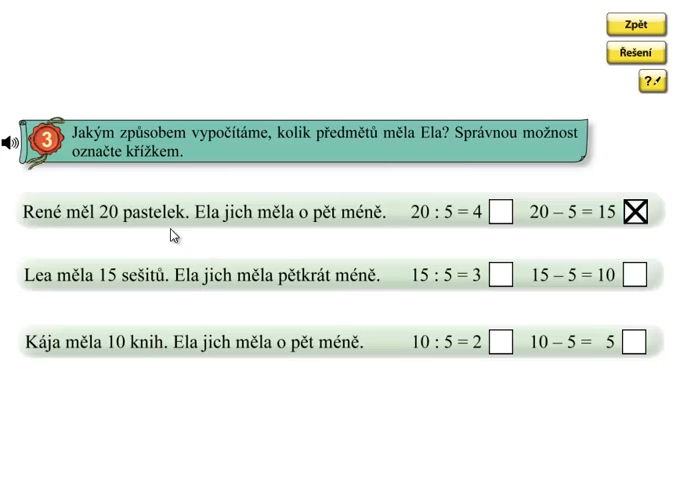 Zpět
Řešení
?
3
Jakým způsobem vypočítáme, kolik předmětů měla Ela? Správnou možnost
označte křížkem.
René měl 20 pastelek. Ela jich měla o pět méně. 20 : 5 = 4 20 – 5 = 15
Lea měla 15 sešitů. Ela jich měla pětkrát méně. 15 : 5 = 3 15 – 5 = 10
Kája měla 10 knih. Ela jich měla o pět méně. 10 : 5 = 2 10 – 5 = 5